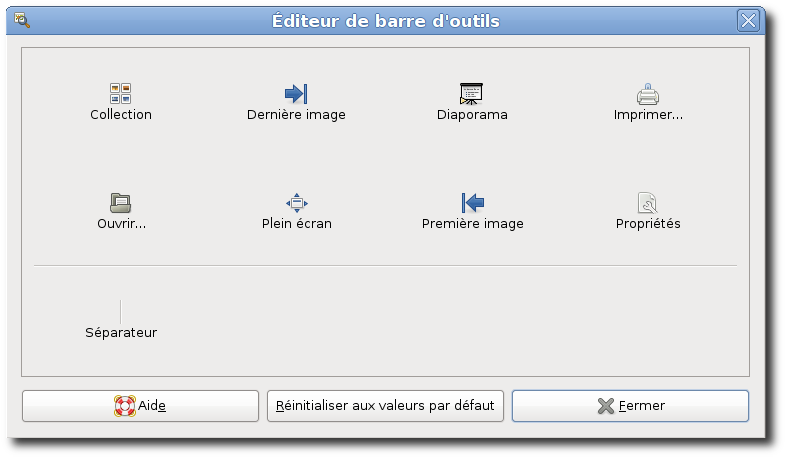 Éditeur de barre d'outils
Collection
Dernière image
Diaporama
Imprimer...
Ouvrir...
Plein écran
Première image
Propriétés
Séparateur
Aide
Réinitialiser aux valeurs par défaut
Fermer